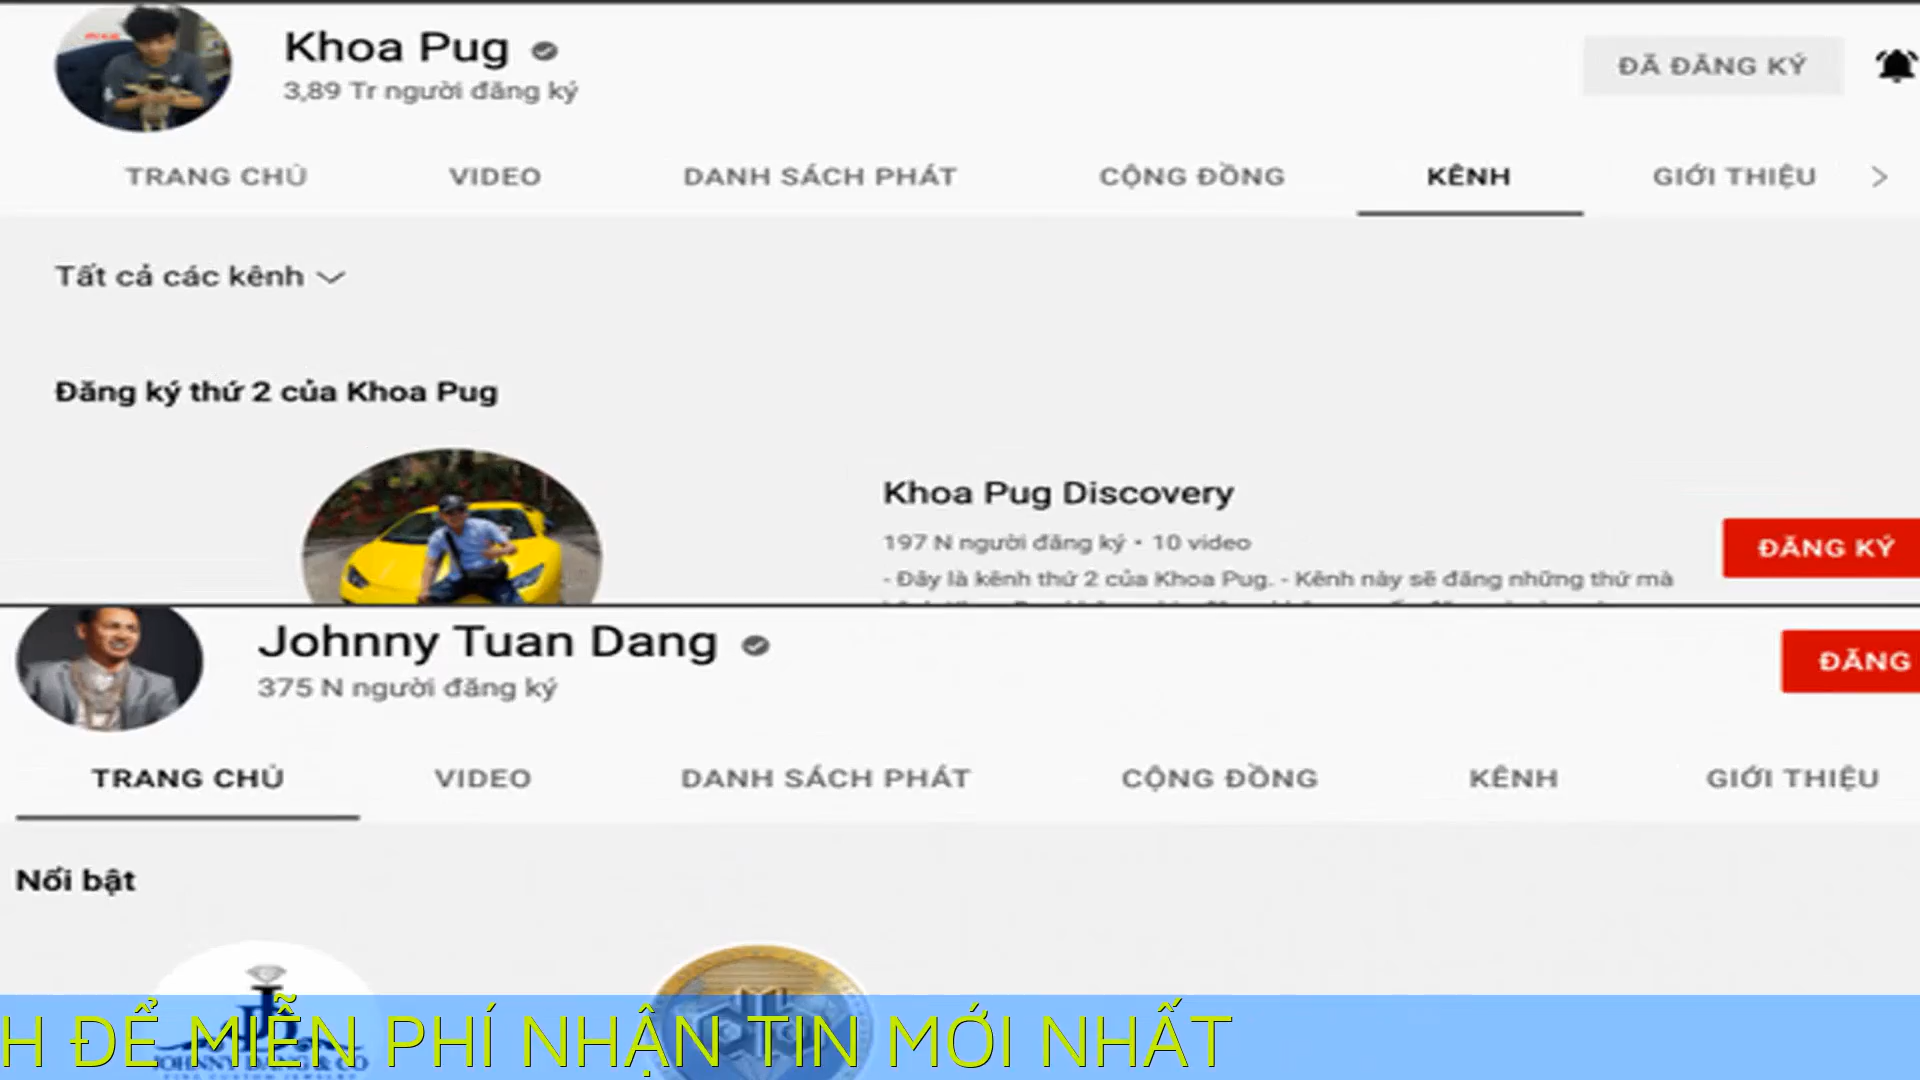 Khoa Pug
3,89 Tr người đăng ký
ĐÃ ĐĂNG KÝ
TRANG CHỦ VIDEO DANH SÁCH PHÁT CỘNG ĐỒNG KÊNH GIỚI THIỆU
Tất cả các kênh
Đăng ký thứ 2 của Khoa Pug
Khoa Pug Discovery
197 N người đăng ký • 10 video
- Đây là kênh thứ 2 của Khoa Pug. - Kênh này sẽ đăng những thứ mà
ĐĂNG KÝ
Johnny Tuan Dang
375 N người đăng ký
ĐĂNG
TRANG CHỦ VIDEO DANH SÁCH PHÁT CỘNG ĐỒNG KÊNH GIỚI THIỆU
Nổi bật
JOHNNY DANG & CO
H ĐỂ MIỄN PHÍ NHẬN TIN MỚI NHẤT